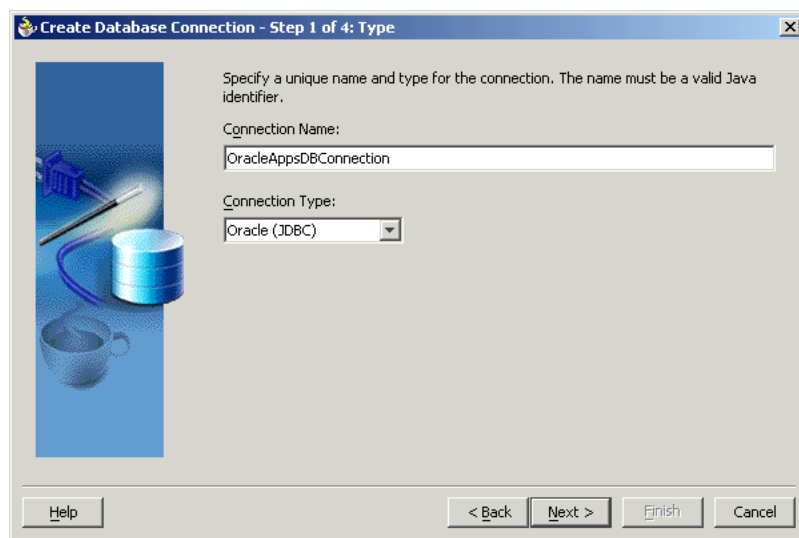 Create Database Connection - Step 1 of 4: Type
Specify a unique name and type for the connection. The name must be a valid Java
identifier.
Connection Name:
OracleAppsDBConnection
Connection Type:
Oracle (JDBC)
Help
< Back
Next >
Finish
Cancel